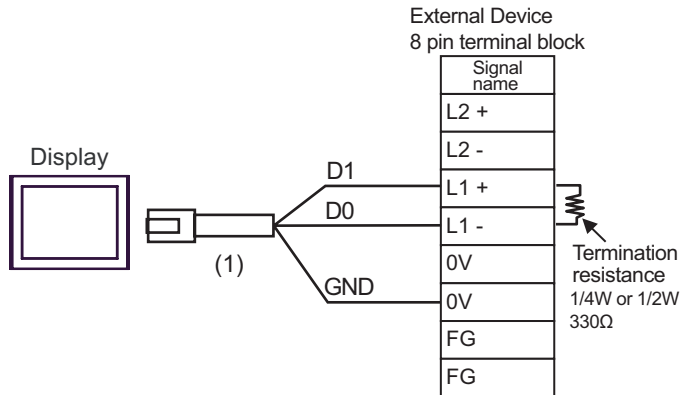 External Device
8 pin terminal block
Signal
name
L2 +
L2 -
L1 +
L1 -
0V
0V
FG
FG
Display
(1)
D1
D0
GND
Termination
resistance
1/4W or 1/2W
330Ω